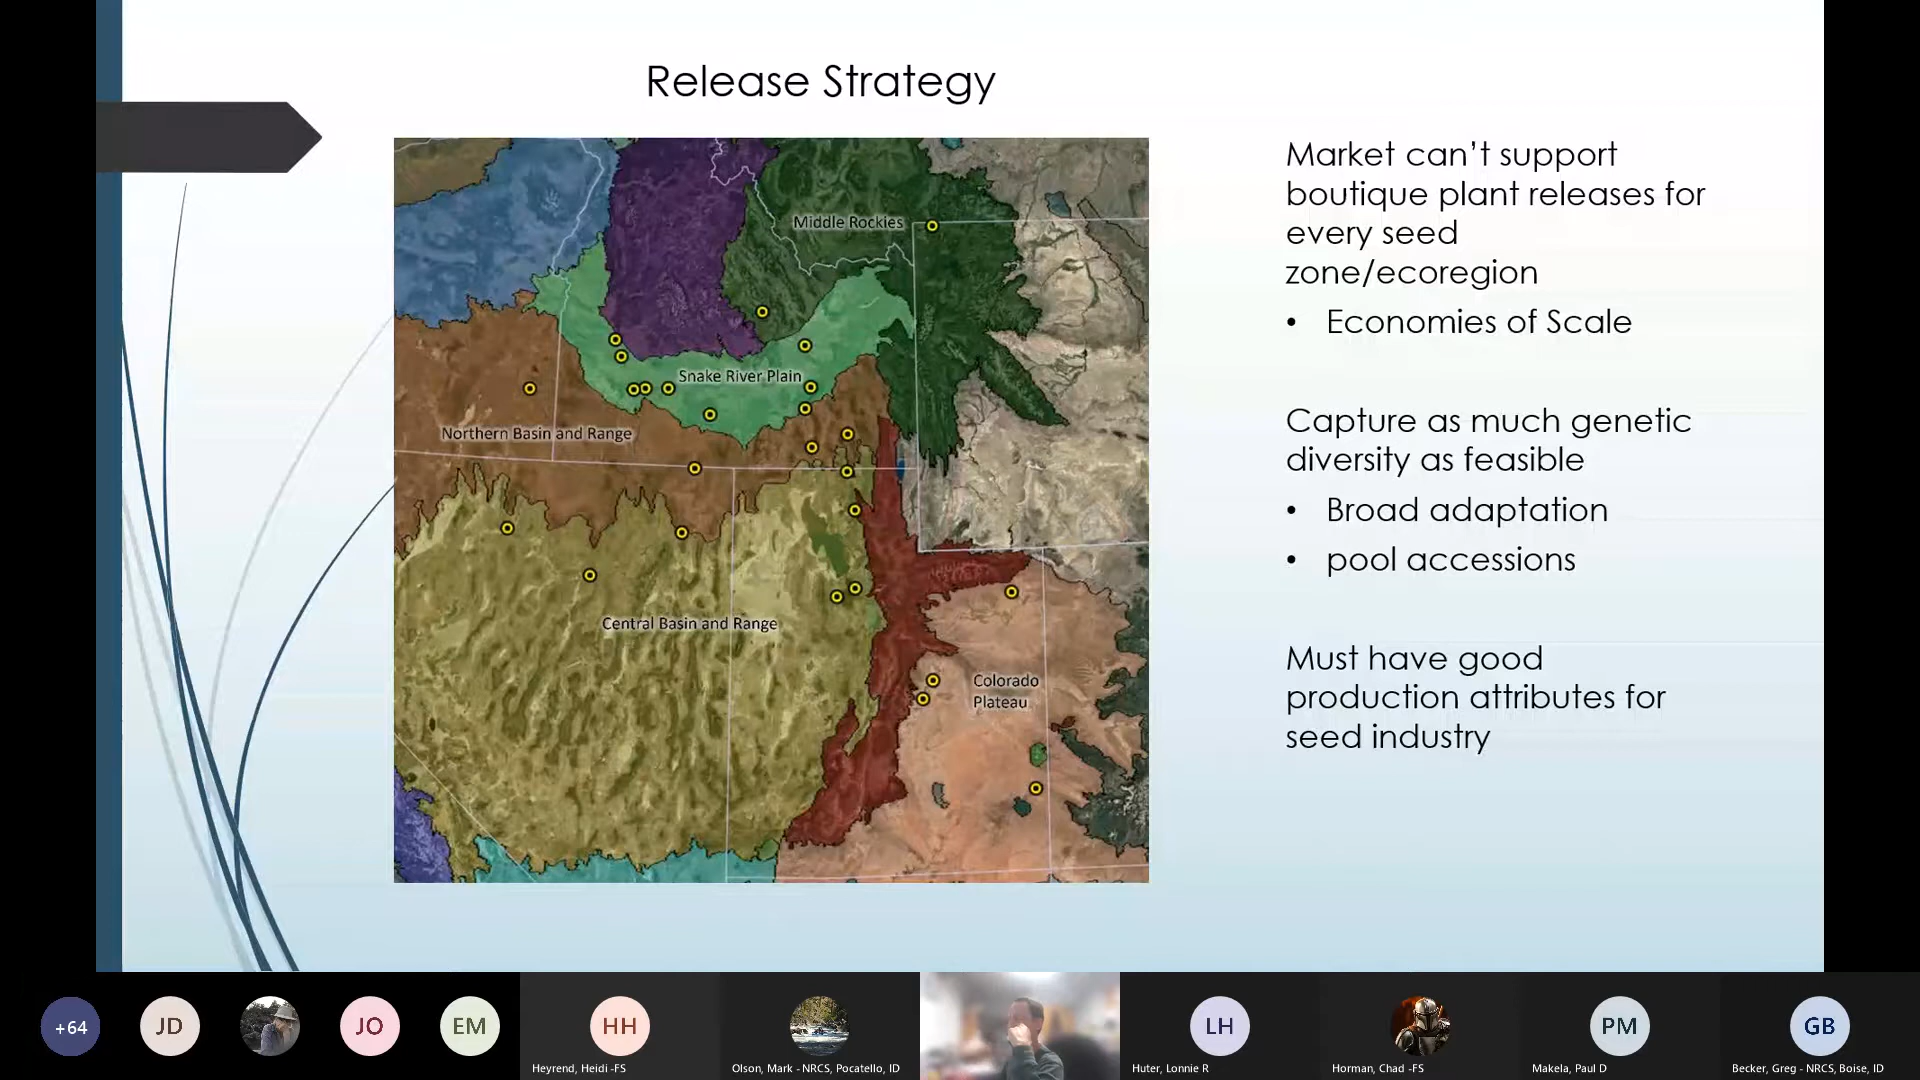 Release Strategy
Middle Rockies
Snake River Plain
Northern Basin and Range
Central Basin and Range
Colorado
Plateau
Market can’t support
boutique plant releases for
every seed
zone/ecoregion
• Economies of Scale
Capture as much genetic
diversity as feasible
• Broad adaptation
• pool accessions
Must have good
production attributes for
seed industry
+64
JD
JO
EM
HH
Heyrend, Heidi -FS
Olson, Mark - NRCS, Pocatello, ID
LH
Huter, Lonnie R
Horman, Chad -FS
PM
Makela, Paul D
GB
Becker, Greg - NRCS, Boise, ID